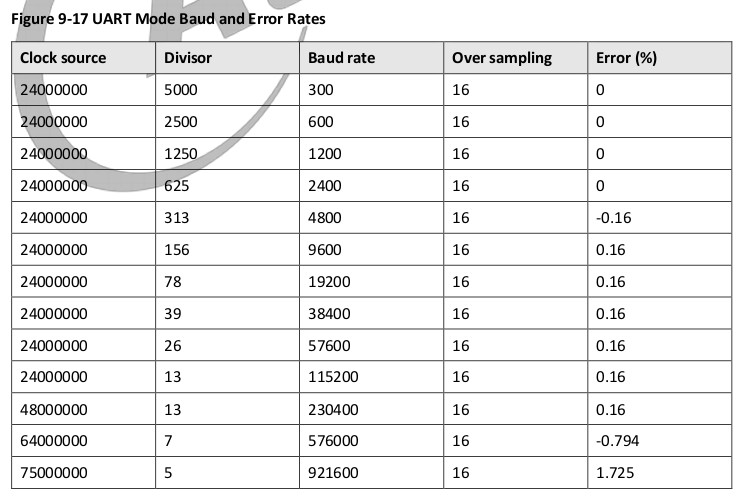 Figure 9-17 UART Mode Baud and Error Rates
Clock source Divisor Baud rate Over sampling Error (%)
24000000 5000 300 16 0
24000000 2500 600 16 0
24000000 1250 1200 16 0
24000000 625 2400 16 0
24000000 313 4800 16 -0.16
24000000 156 9600 16 0.16
24000000 78 19200 16 0.16
24000000 39 38400 16 0.16
24000000 26 57600 16 0.16
24000000 13 115200 16 0.16
48000000 13 230400 16 0.16
64000000 7 576000 16 -0.794
75000000 5 921600 16 1.725